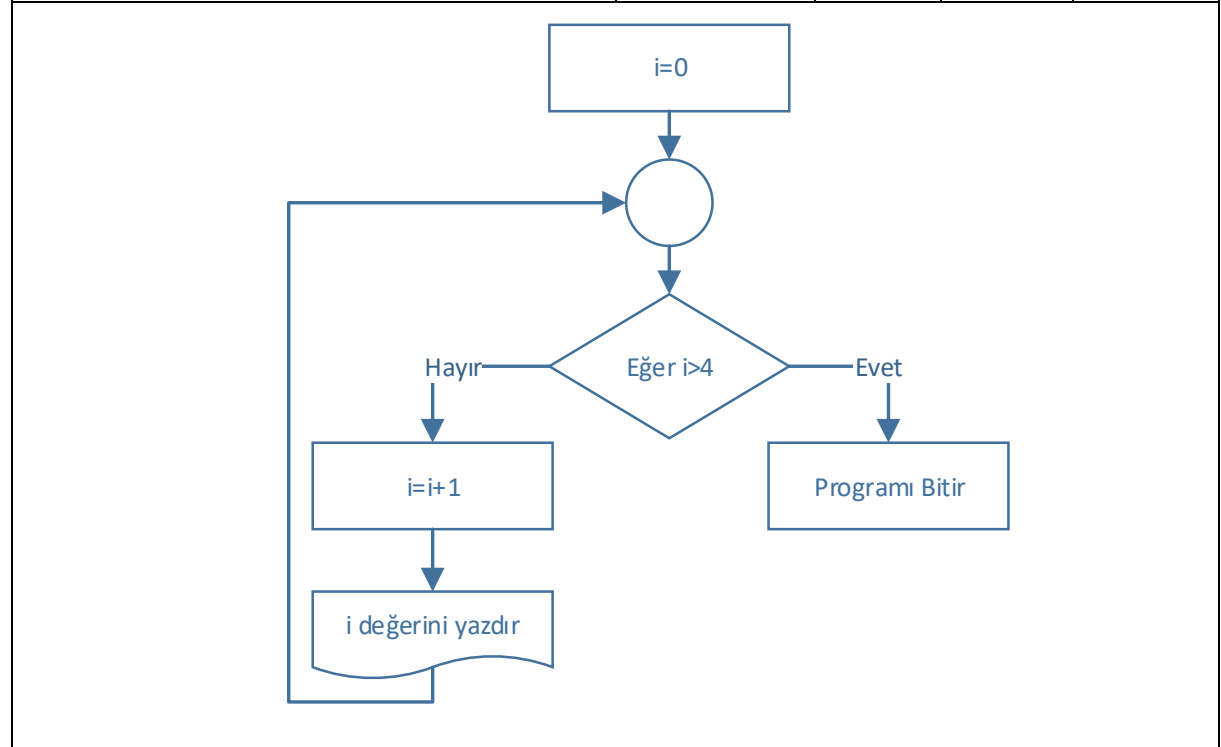 i=0
Eğer i>4
Hayır
Evet
i=i+1
Programı Bitir
i değerini yazdır